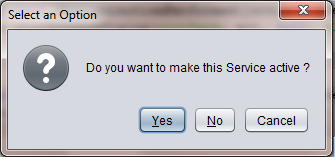 Select an Option
Do you want to make this Service active ?
Yes
No
Cancel